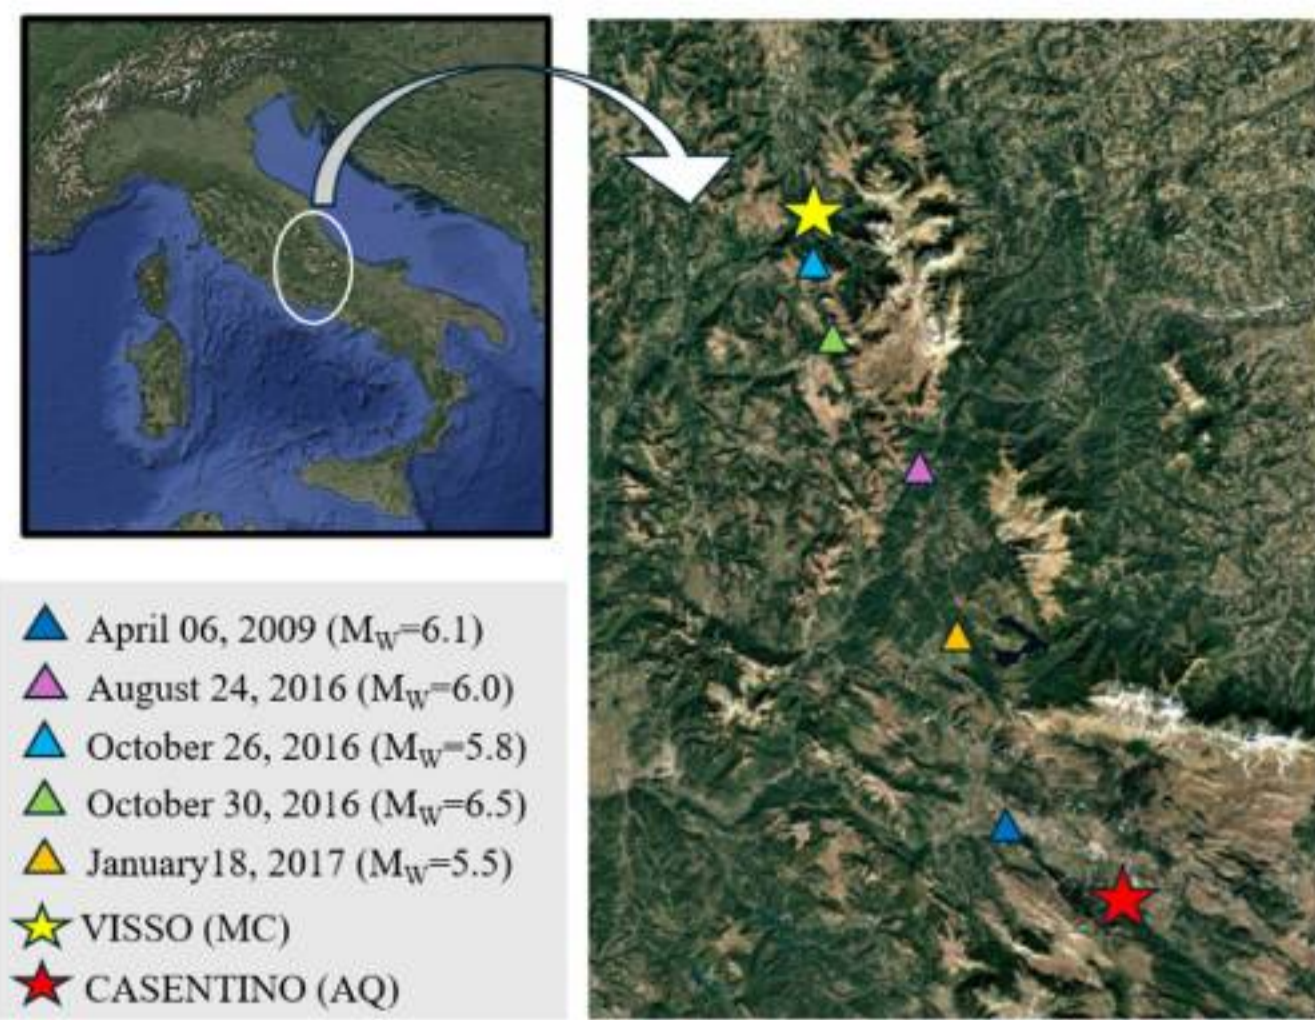 April 06, 2009 (MW=6.1)
August 24, 2016 (MW=6.0)
October 26, 2016 (MW=5.8)
October 30, 2016 (MW=6.5)
January18, 2017 (MW=5.5)
VISSO (MC)
CASENTINO (AQ)